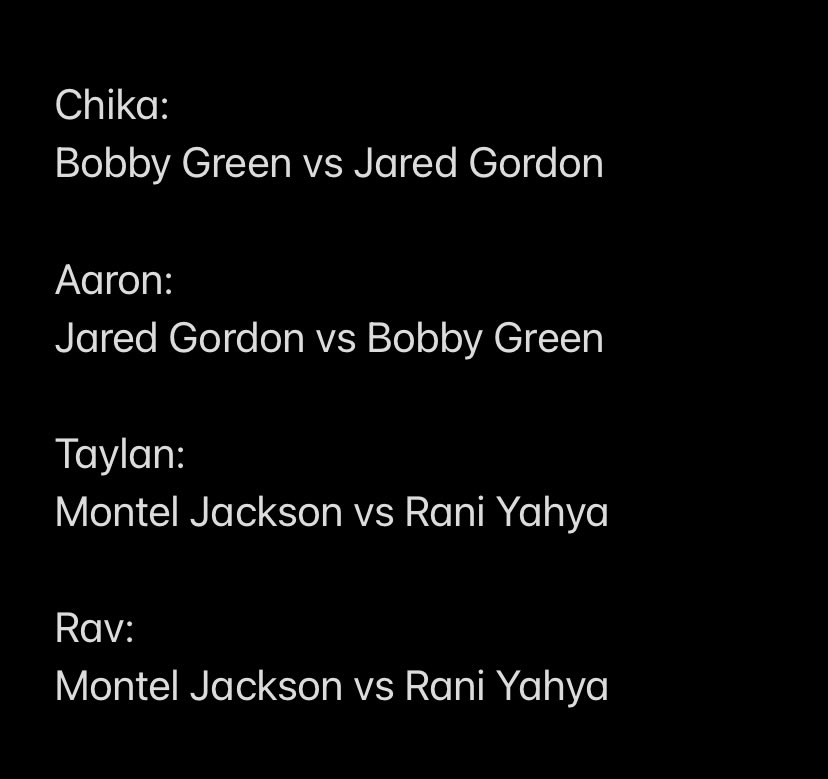 Chika:
Bobby Green vs Jared Gordon
Aaron:
Jared Gordon vs Bobby Green
Taylan:
Montel Jackson vs Rani Yahya
Rav:
Montel Jackson vs Rani Yahya